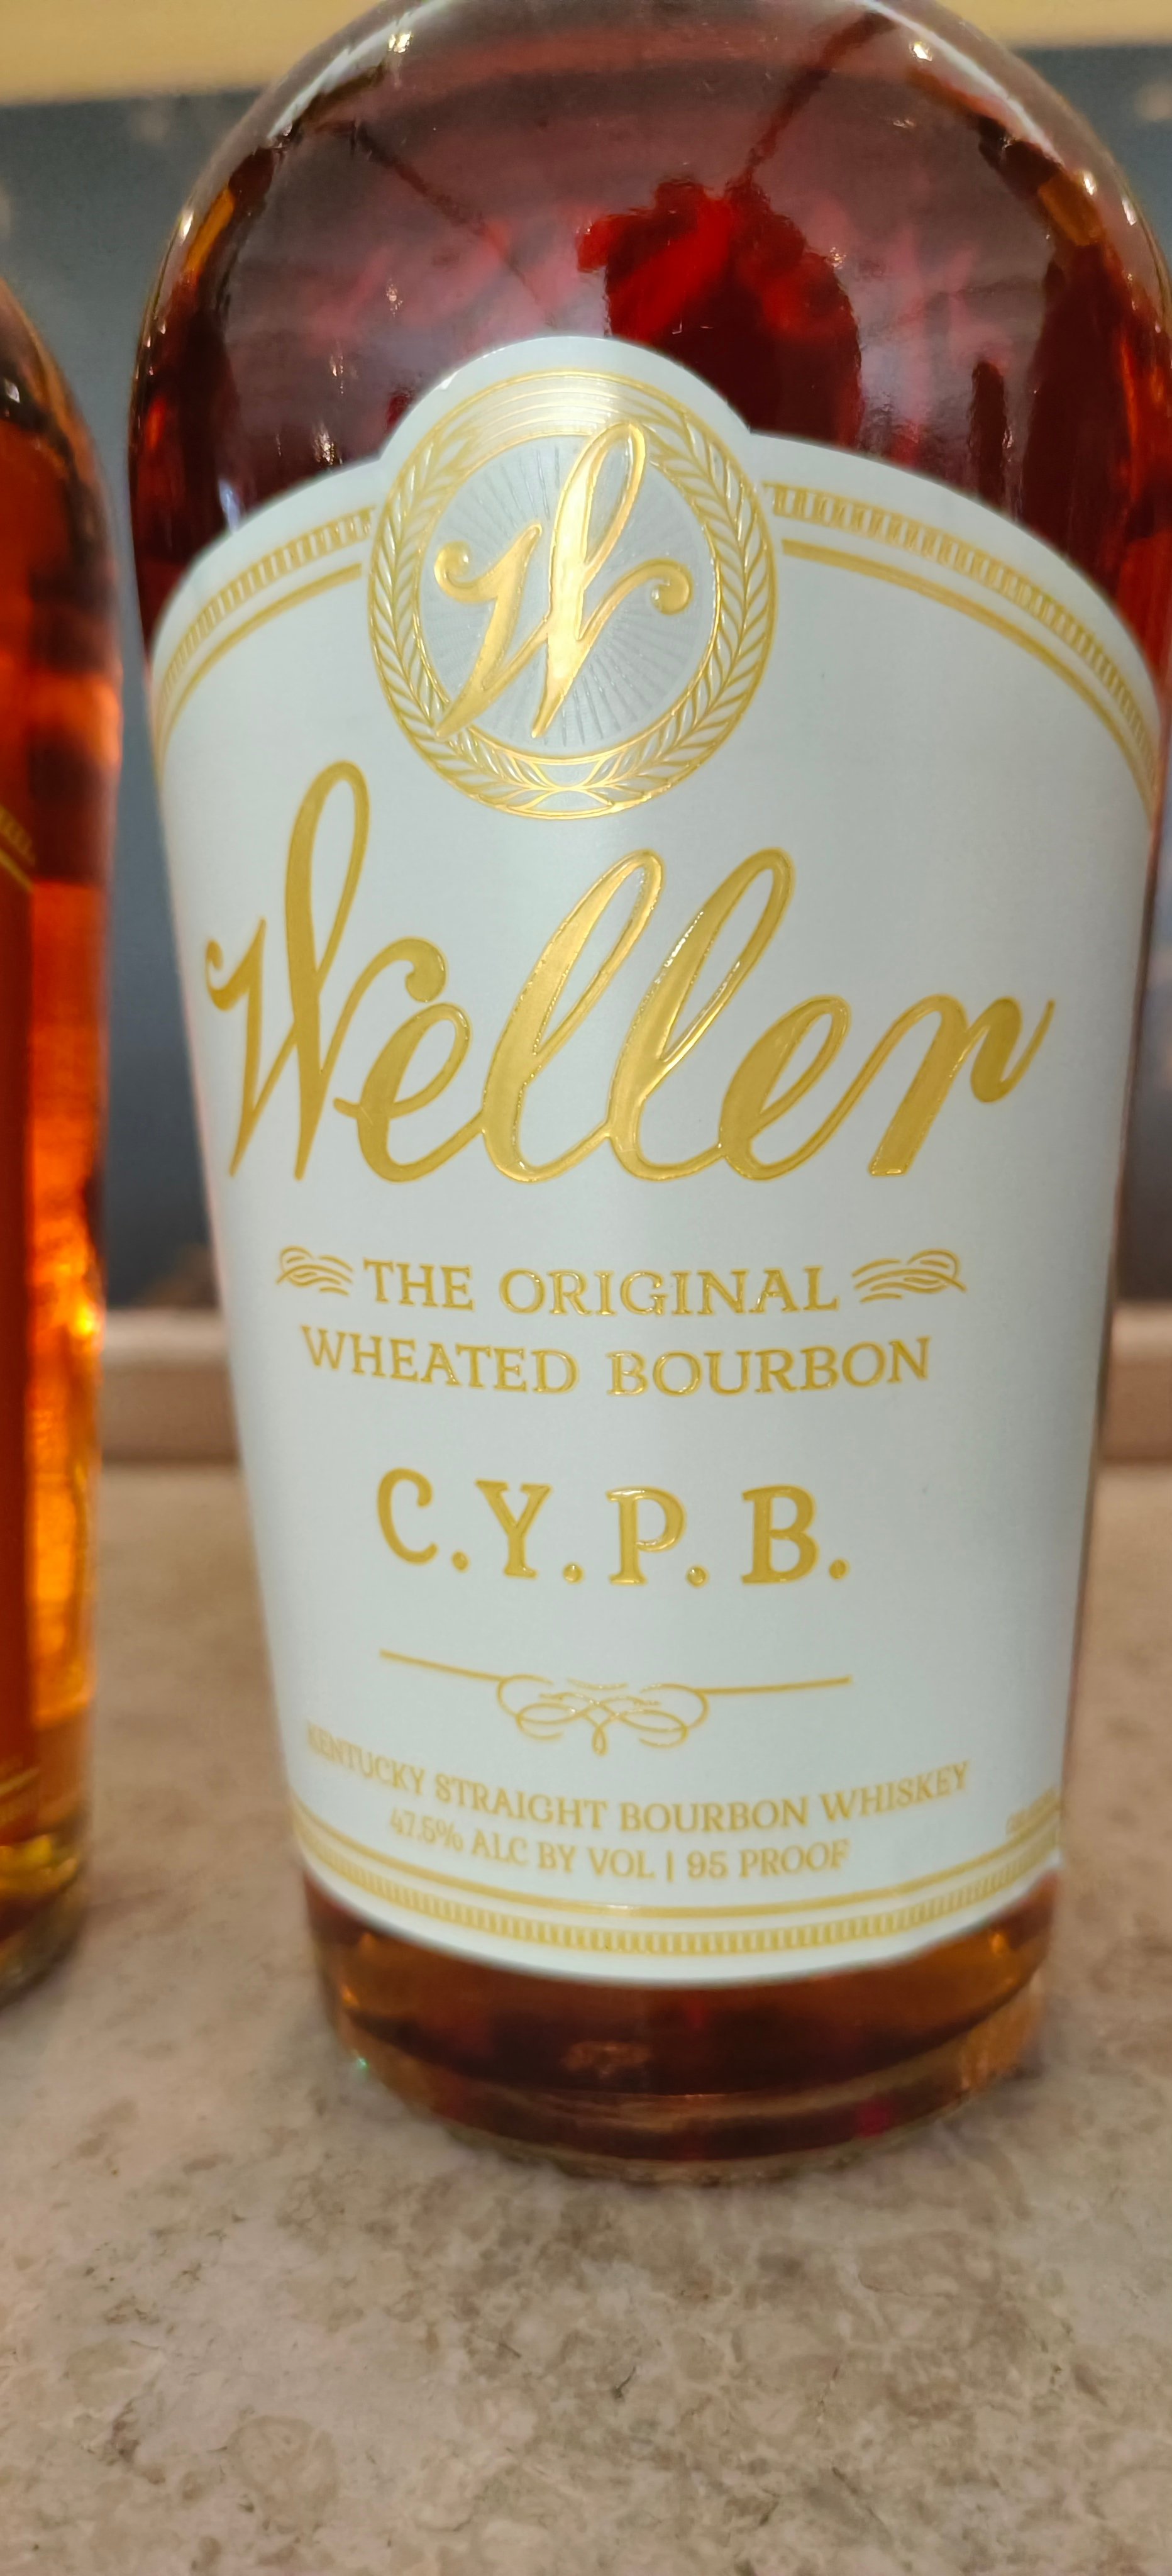 W
Weller
THE ORIGINAL
WHEATED BOURBON
C.Y.P.B.
KENTUCKY STRAIGHT BOURBON WHISKEY
47.5% ALC BY VOL | 95 PROOF